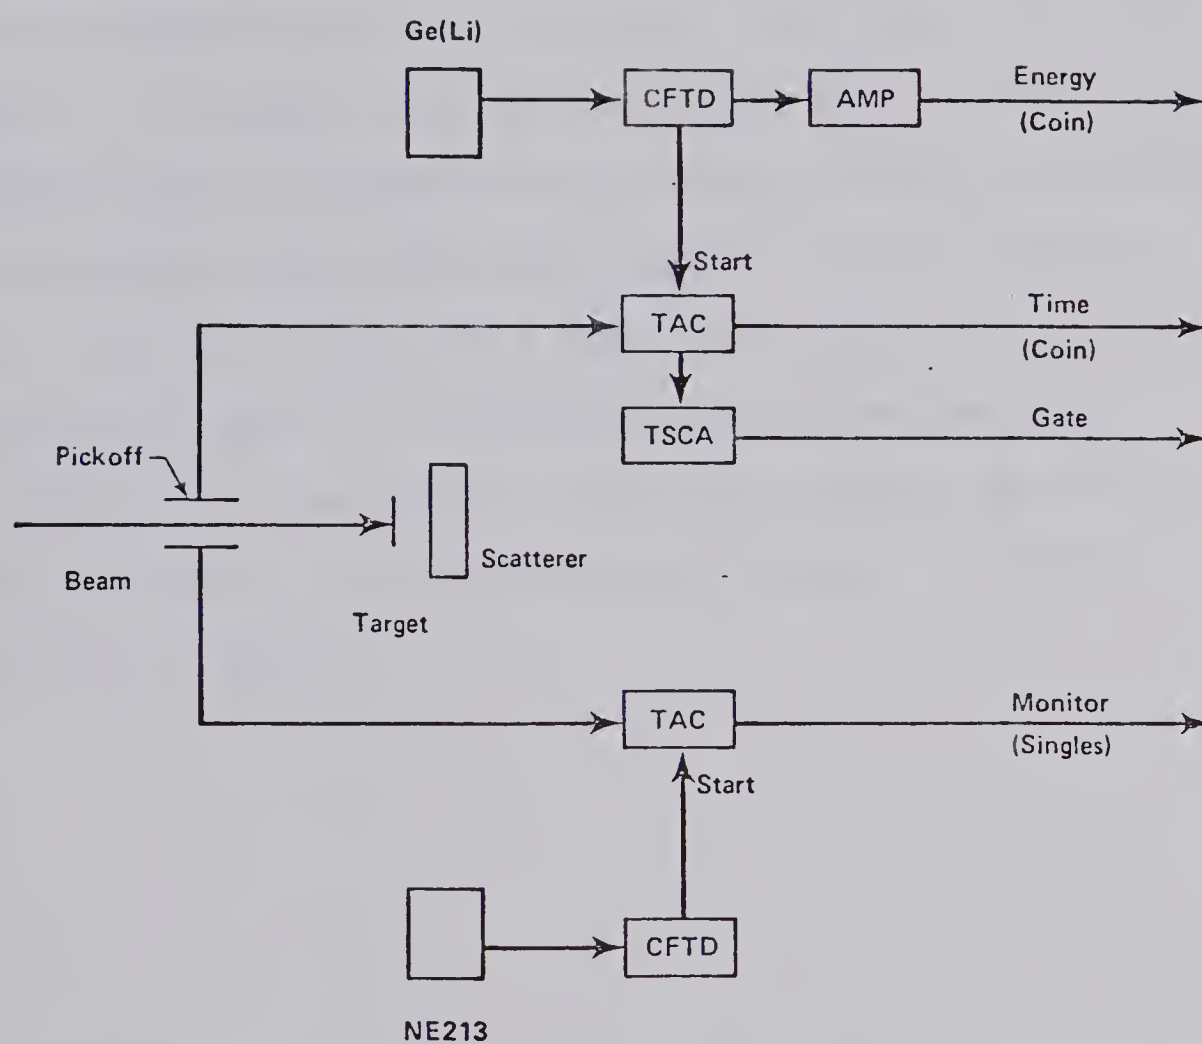 Ge(Li)
CFTD
AMP
Energy
(Coin)
Start
TAC
Time
(Coin)
TSCA
Gate
Pickoff
Scatterer
Beam
Target
TAC
Monitor
(Singles)
Start
CFTD
NE213